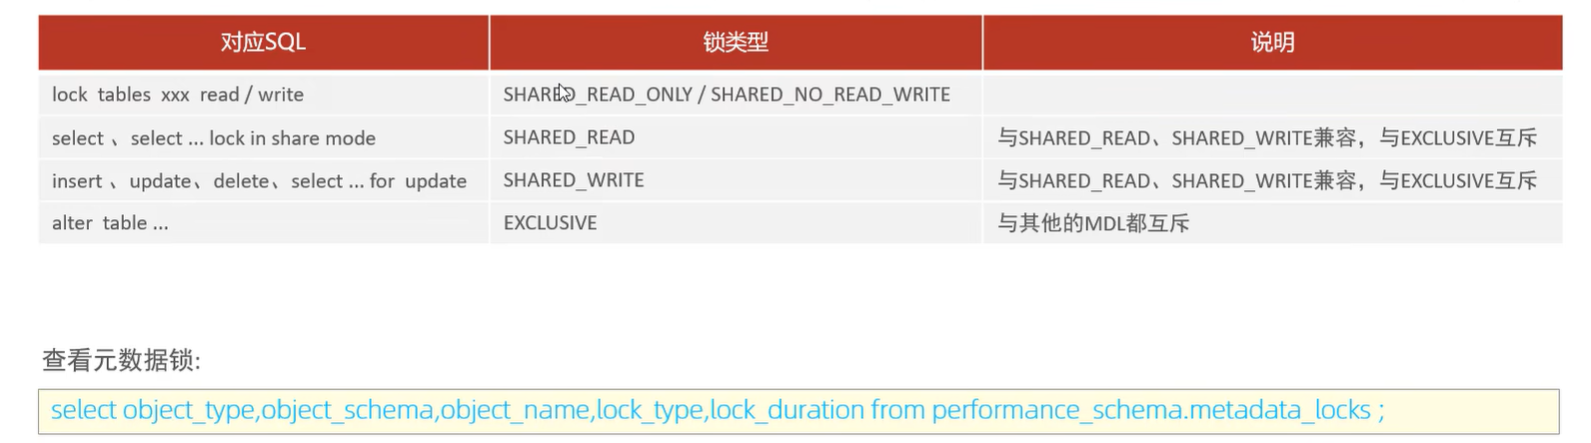 对应SQL 锁类型 说明
lock tables xxx read / write SHARED_READ_ONLY / SHARED_NO_READ_WRITE
select 、select ... lock in share mode SHARED_READ 与SHARED_READ、SHARED_WRITE兼容，与EXCLUSIVE互斥
insert 、update、delete、select ... for update SHARED_WRITE 与SHARED_READ、SHARED_WRITE兼容，与EXCLUSIVE互斥
alter table ... EXCLUSIVE 与其他的MDL都互斥
查看元数据锁:
select object_type,object_schema,object_name,lock_type,lock_duration from performance_schema.metadata_locks ;